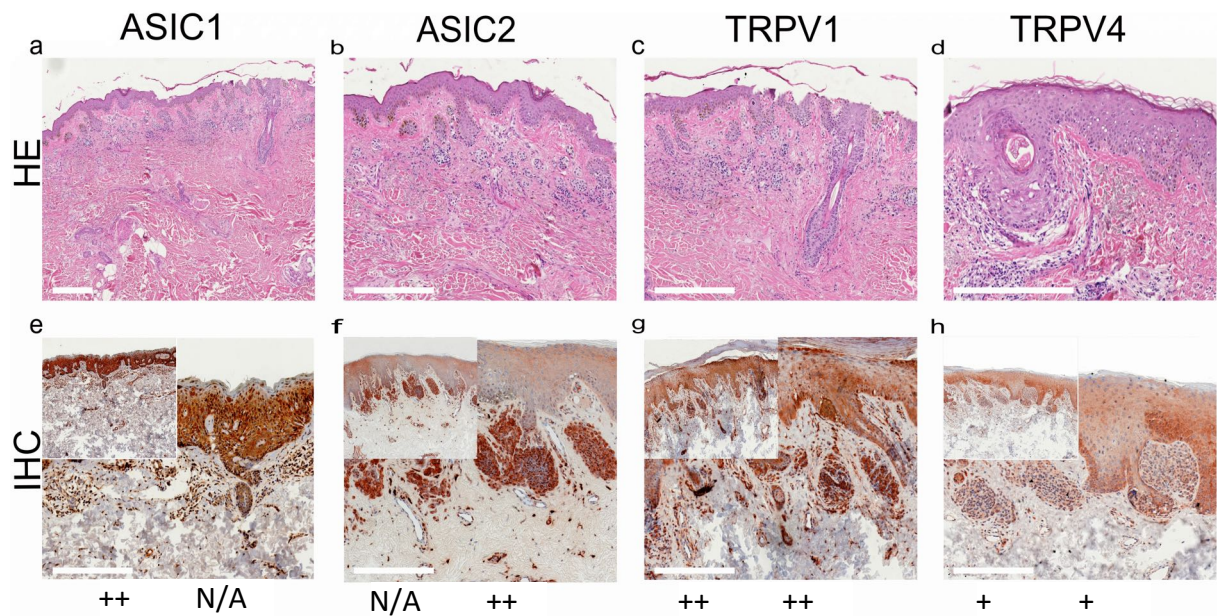 ASIC1 ASIC2 TRPV1 TRPV4
a b c d
HE
e f g h
IHC
++ N/A N/A ++ ++ ++ + +